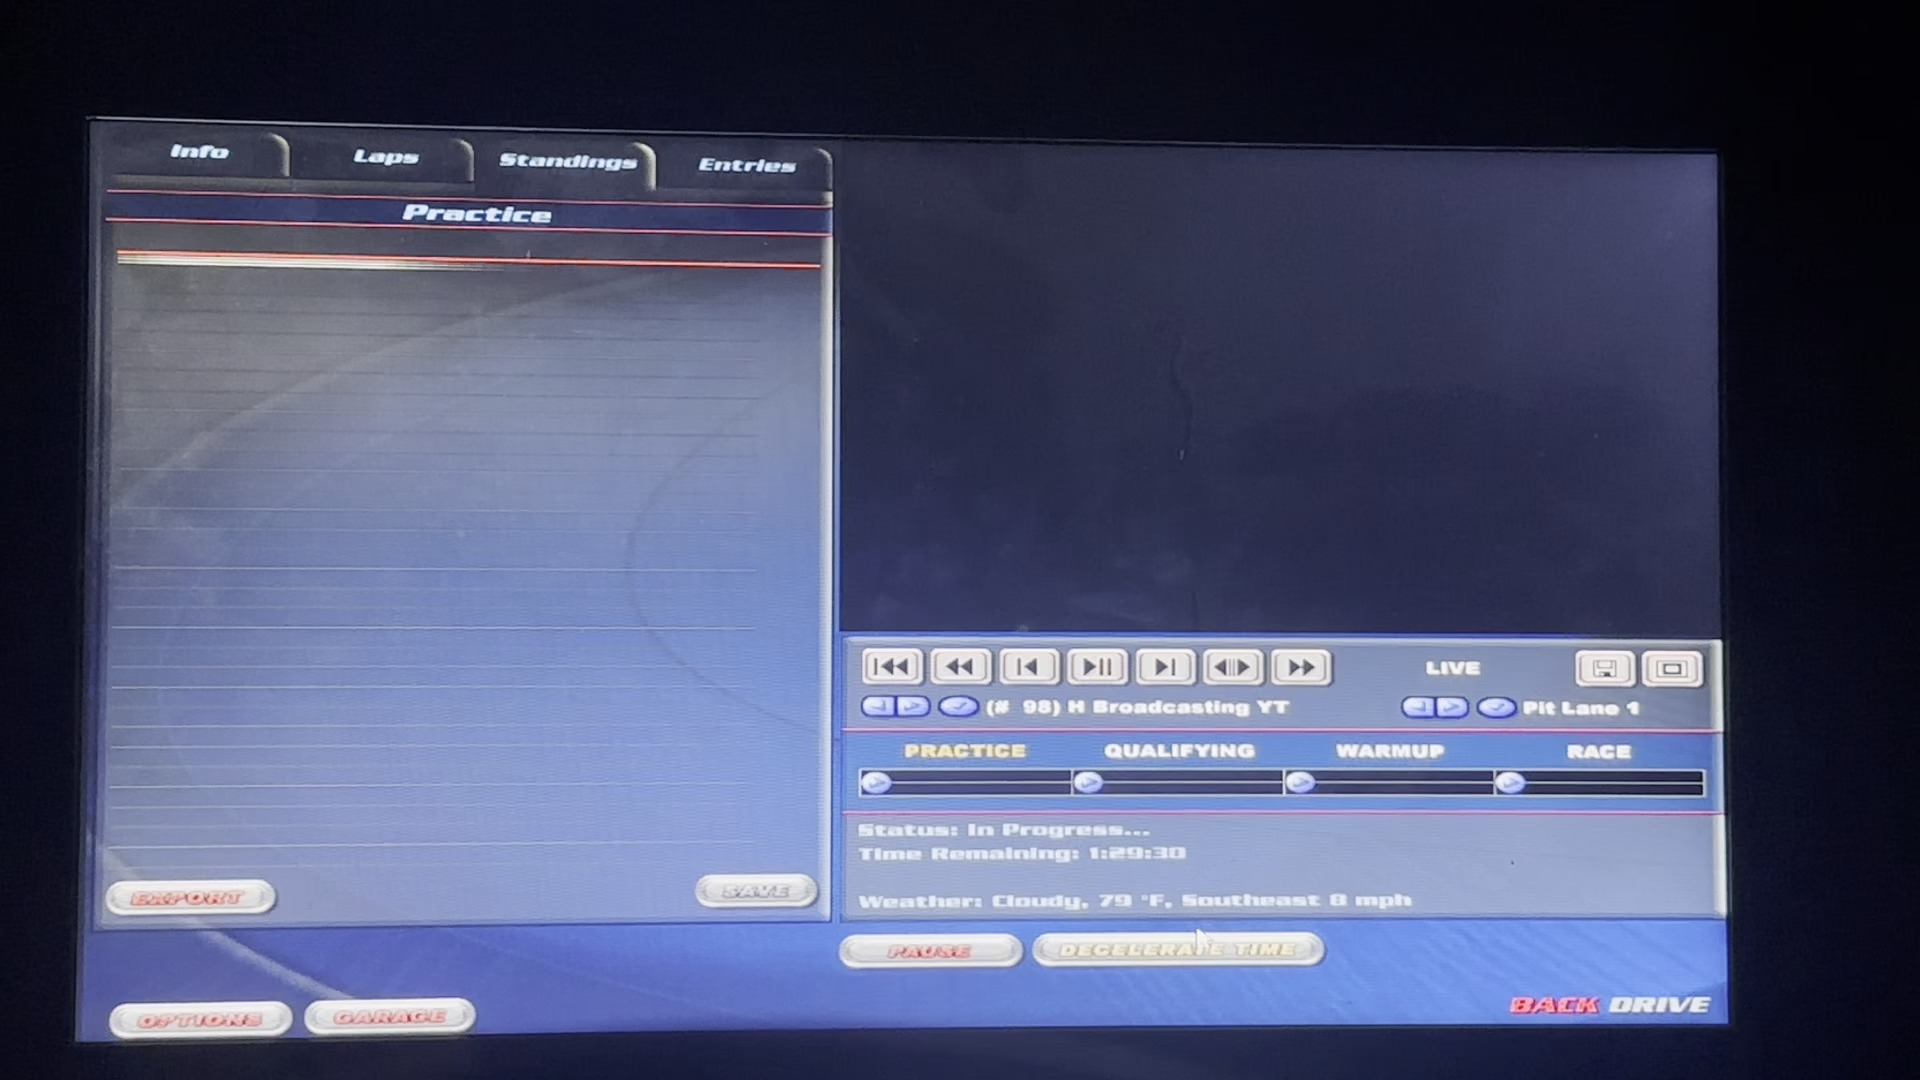 Info Laps Standings Entries
Practice
LIVE
(# 98) H Broadcasting YT Pit Lane 1
PRACTICE QUALIFYING WARMUP RACE
Status: In Progress...
Time Remaining: 1:29:30
Weather: Cloudy, 79 °F, Southeast 8 mph
EXPORT SAVE
PAUSE DECELERATE TIME
OPTIONS GARAGE
BACK DRIVE